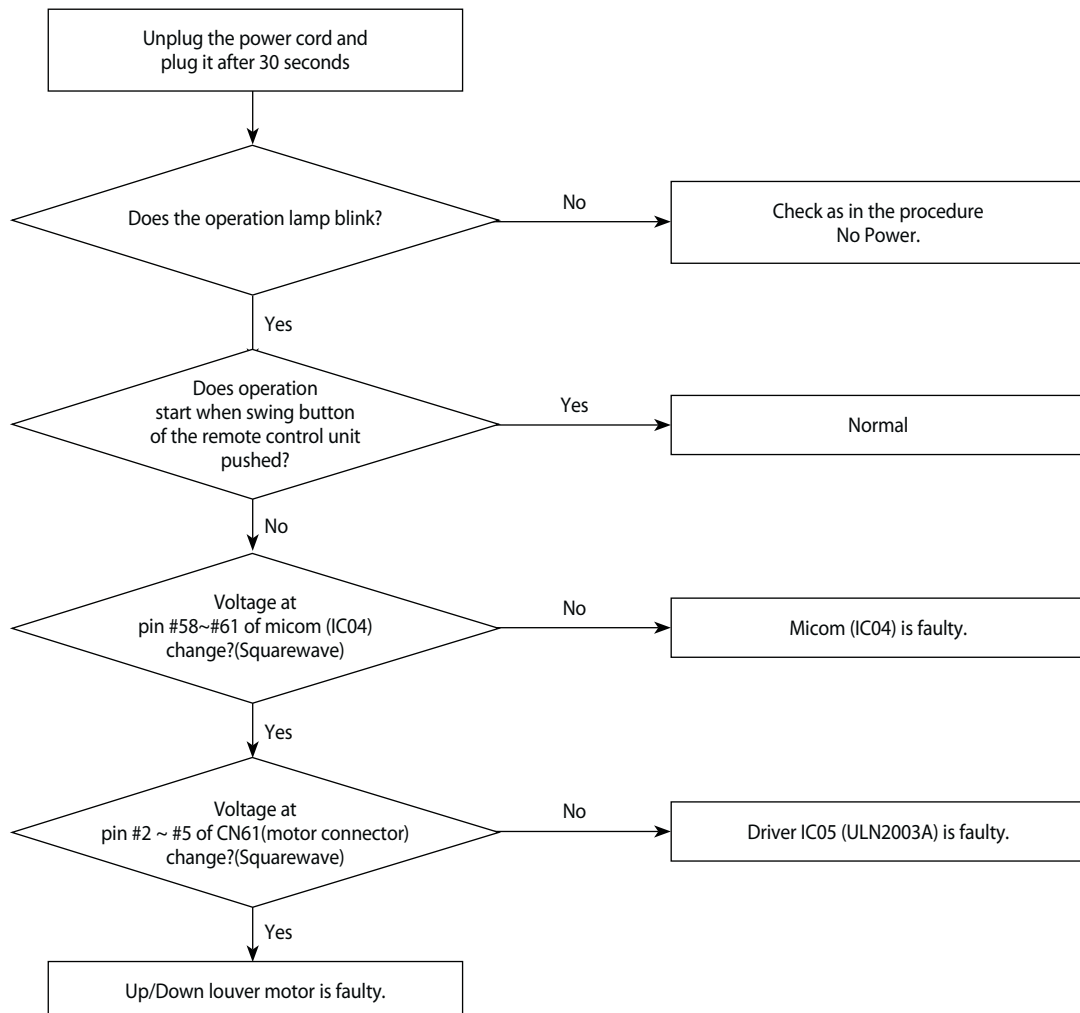 Unplug the power cord and
plug it after 30 seconds
Does the operation lamp blink?
No
Check as in the procedure
No Power.
Yes
Does operation
start when swing button
of the remote control unit
pushed?
Yes
Normal
No
Voltage at
pin #58~#61 of micom (IC04)
change?(Squarewave)
No
Micom (IC04) is faulty.
Yes
Voltage at
pin #2 ~ #5 of CN61(motor connector)
change?(Squarewave)
No
Driver IC05 (ULN2003A) is faulty.
Yes
Up/Down louver motor is faulty.